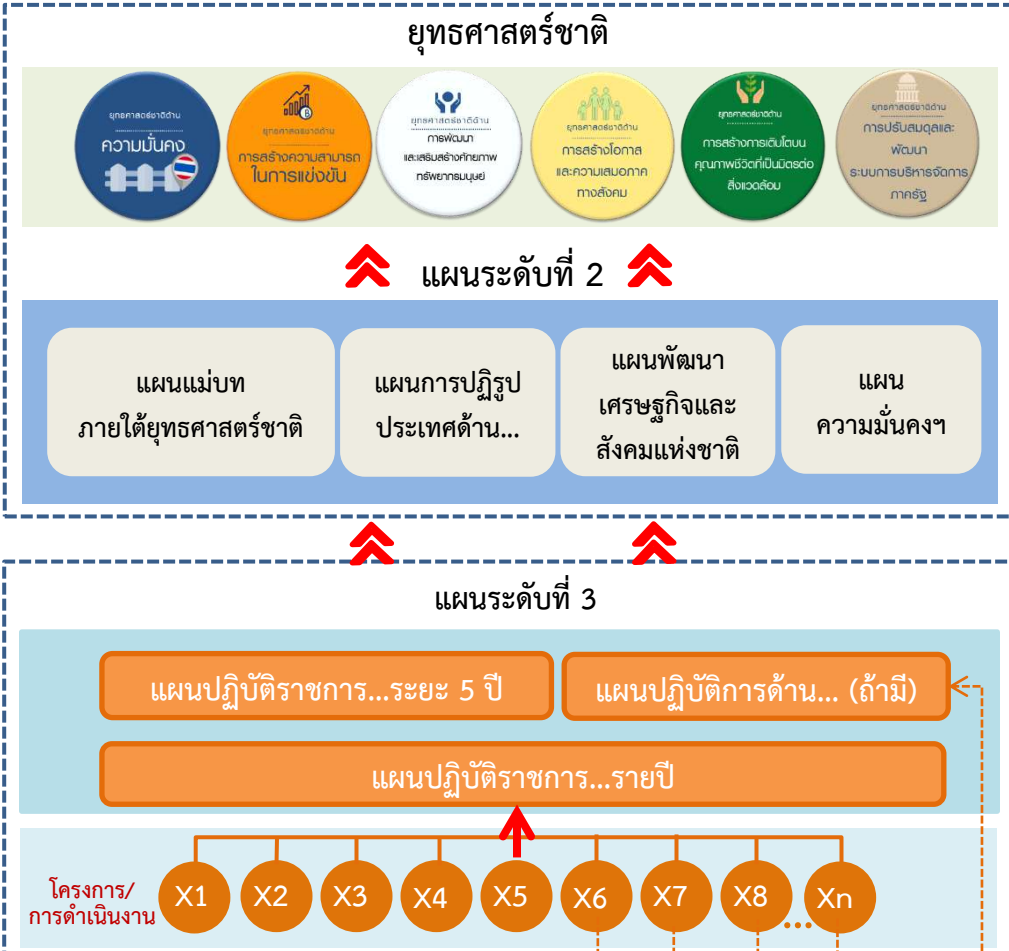 ยุทธศาสตร์ชาติ
ยุทธศาสตร์ชาติด้าน
ความมั่นคง
ยุทธศาสตร์ชาติด้าน
การสร้างความสามารถ
ในการแข่งขัน
ยุทธศาสตร์ชาติด้าน
การพัฒนา
และเสริมสร้างศักยภาพ
ทรัพยากรมนุษย์
ยุทธศาสตร์ชาติด้าน
การสร้างโอกาส
และความเสมอภาค
ทางสังคม
ยุทธศาสตร์ชาติด้าน
การสร้างการเติบโตบน
คุณภาพชีวิตที่เป็นมิตรต่อ
สิ่งแวดล้อม
ยุทธศาสตร์ชาติด้าน
การปรับสมดุลและ
พัฒนา
ระบบการบริหารจัดการ
ภาครัฐ
แผนระดับที่ 2
แผนแม่บท
ภายใต้ยุทธศาสตร์ชาติ
แผนการปฏิรูป
ประเทศด้าน...
แผนพัฒนา
เศรษฐกิจและ
สังคมแห่งชาติ
แผน
ความมั่นคงฯ
แผนระดับที่ 3
แผนปฏิบัติราชการ...ระยะ 5 ปี
แผนปฏิบัติการด้าน... (ถ้ามี)
แผนปฏิบัติราชการ...รายปี
โครงการ/
การดำเนินงาน
X1 X2 X3 X4 X5 X6 X7 X8 ... Xn